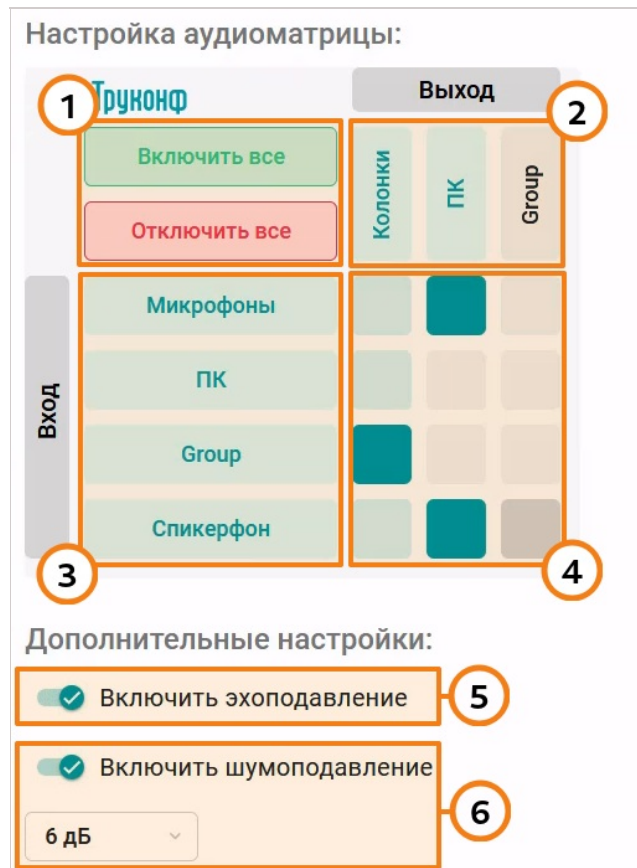 Настройка аудиоматрицы:
1
Труконф
Выход
2
Включить все
Отключить все
Колонки
ПК
Group
Вход
Микрофоны
ПК
Group
Спикерфон
3
4
Дополнительные настройки:
Включить эхоподавление
5
Включить шумоподавление
6 дБ
6